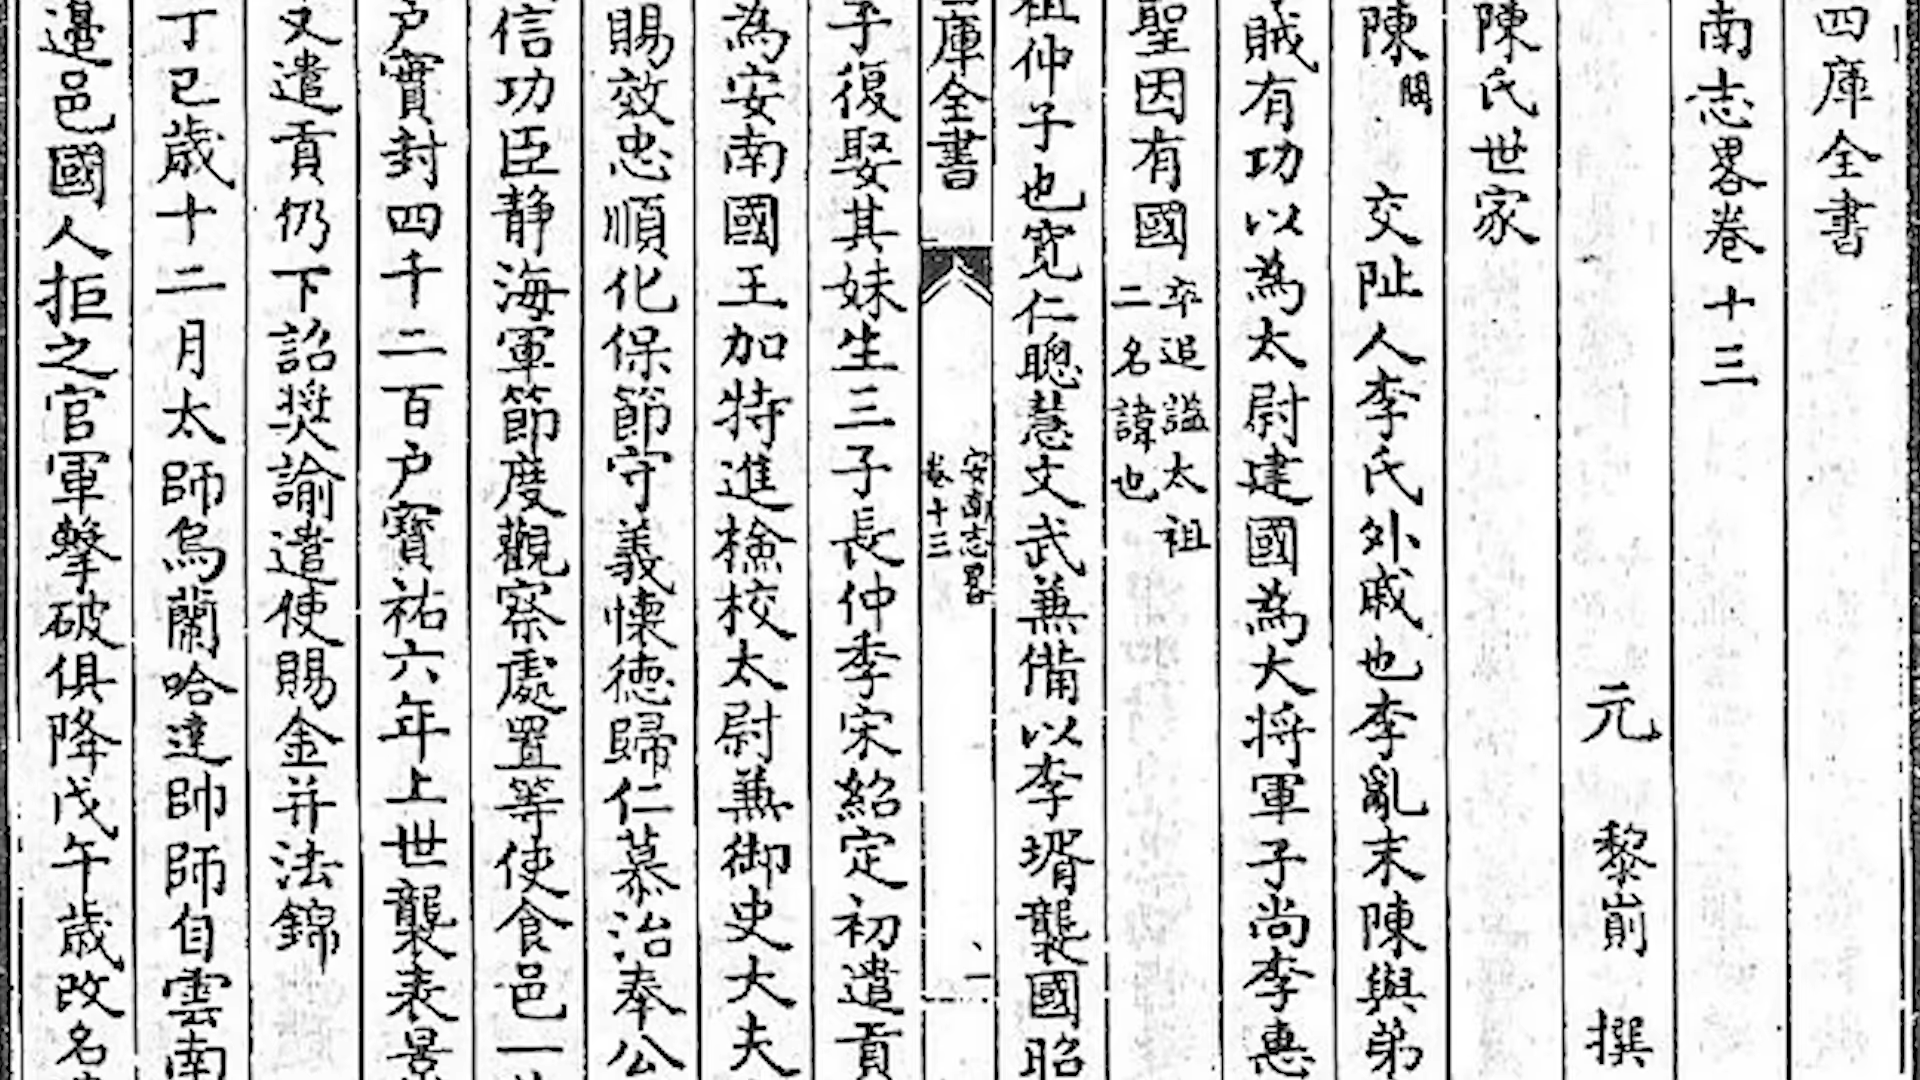 四庫全書
南志畧卷十三
元 黎崱 撰
陳氏世家
陳 交阯人李氏外戚也李亂末陳與弟
賊有功以為太尉建國為大將軍子尚李惠
聖因有國卒追謚太祖
二名諱也
祖仲子也寛仁聰慧文武兼備以李壻襲國昭
庫全書
安南志畧
卷十三
一
子復娶其妹生三子長仲季宋紹定初遣貢
為安南國王加特進檢校太尉兼御史大夫
賜效忠順化保節守義懷德歸仁慕治奉公
信功臣静海軍節度觀察處置等使食邑一
户實封四千二百户寳祐六年上世襲表景
又遣貢仍下詔奬諭遣使賜金并法錦
丁巳歲十二月太師烏蘭哈達帥師自雲南
邊邑國人拒之官軍擊破俱降戊午歲改名